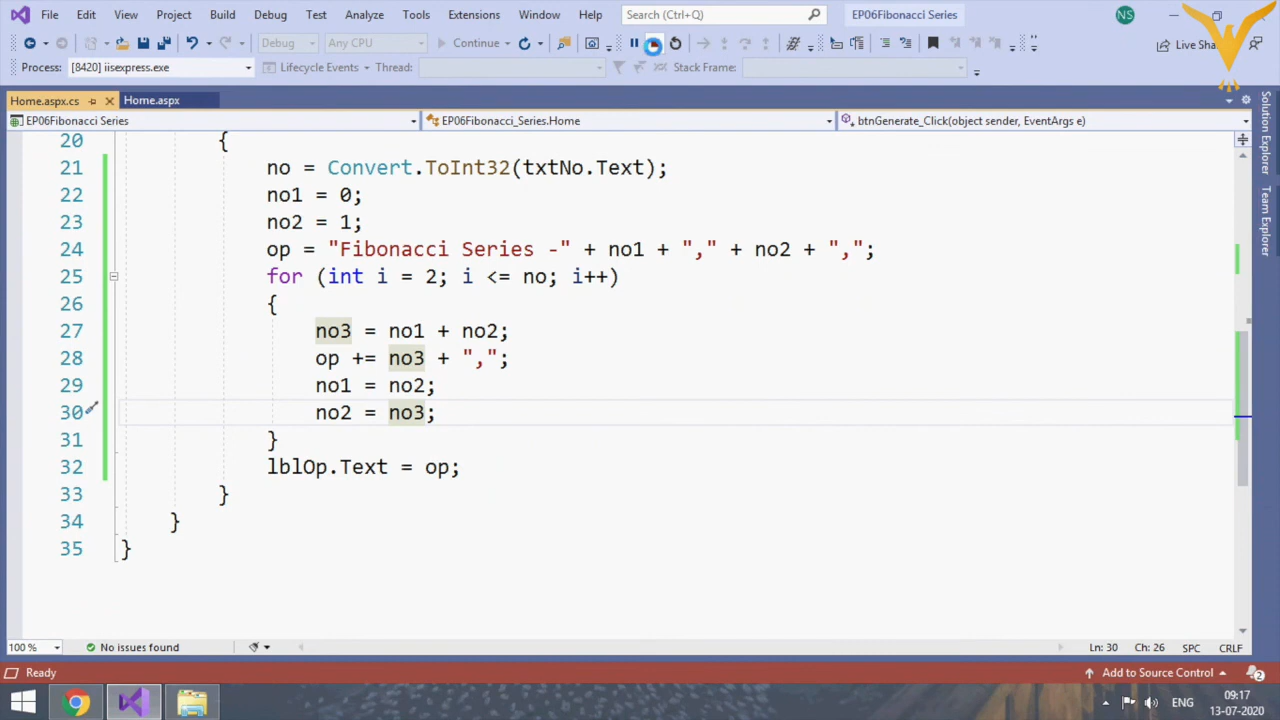 File Edit View Project Build Debug Test Analyze Tools Extensions Window Help Search (Ctrl+Q) EP06Fibonacci Series NS
Debug Any CPU Continue Live
Process: [8420] iisexpress.exe Lifecycle Events Thread: Stack Frame:
Home.aspx.cs Home.aspx
EP06Fibonacci Series EP06Fibonacci_Series.Home btnGenerate_Click(object sender, EventArgs e)
20 {
21 no = Convert.ToInt32(txtNo.Text);
22 no1 = 0;
23 no2 = 1;
24 op = "Fibonacci Series -" + no1 + "," + no2 + ",";
25 for (int i = 2; i <= no; i++)
26 {
27 no3 = no1 + no2;
28 op += no3 + ",";
29 no1 = no2;
30 no2 = no3;
31 }
32 lblOp.Text = op;
33 }
34 }
35 }
Solution Explorer
Team Explorer
100 % No issues found Ln: 30 Ch: 26 SPC CRLF
Ready Add to Source Control 2
ENG 09:17
13-07-2020